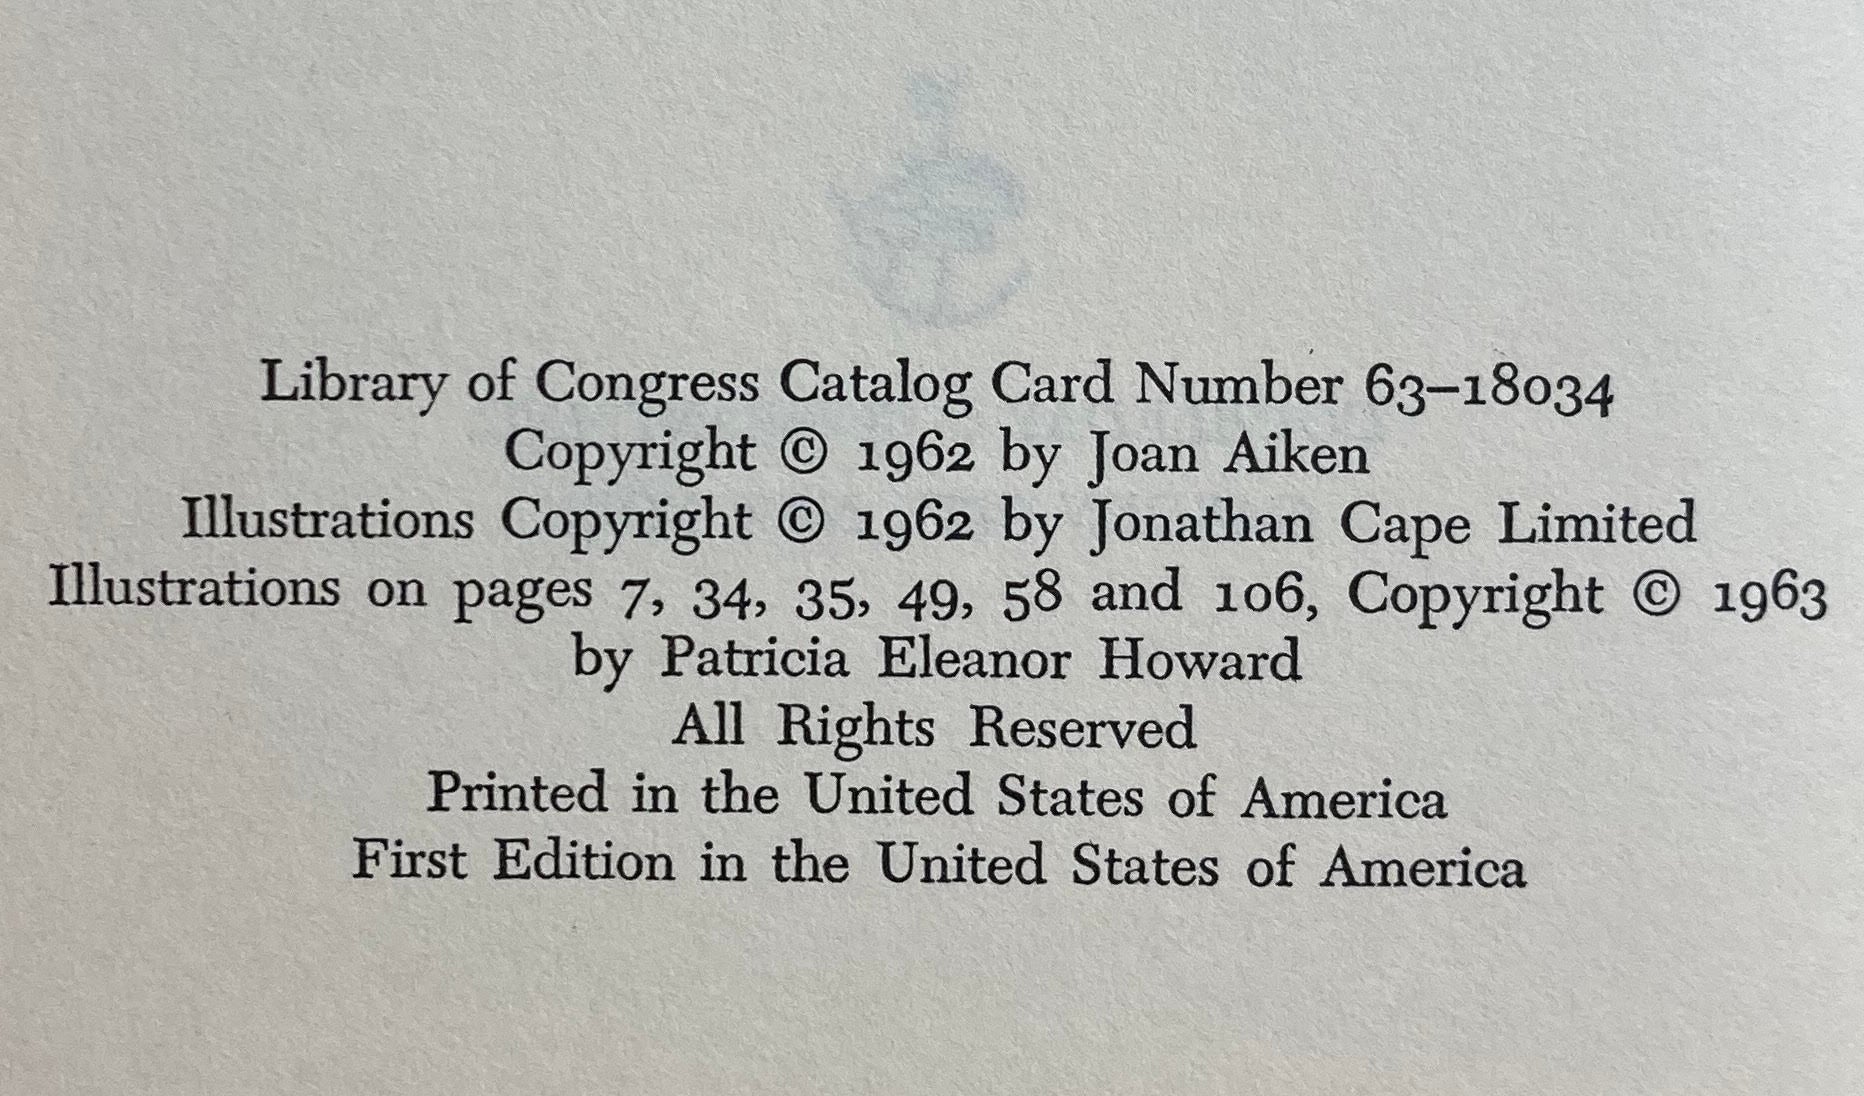 Library of Congress Catalog Card Number 63–18034
Copyright © 1962 by Joan Aiken
Illustrations Copyright © 1962 by Jonathan Cape Limited
Illustrations on pages 7, 34, 35, 49, 58 and 106, Copyright © 1963
by Patricia Eleanor Howard
All Rights Reserved
Printed in the United States of America
First Edition in the United States of America